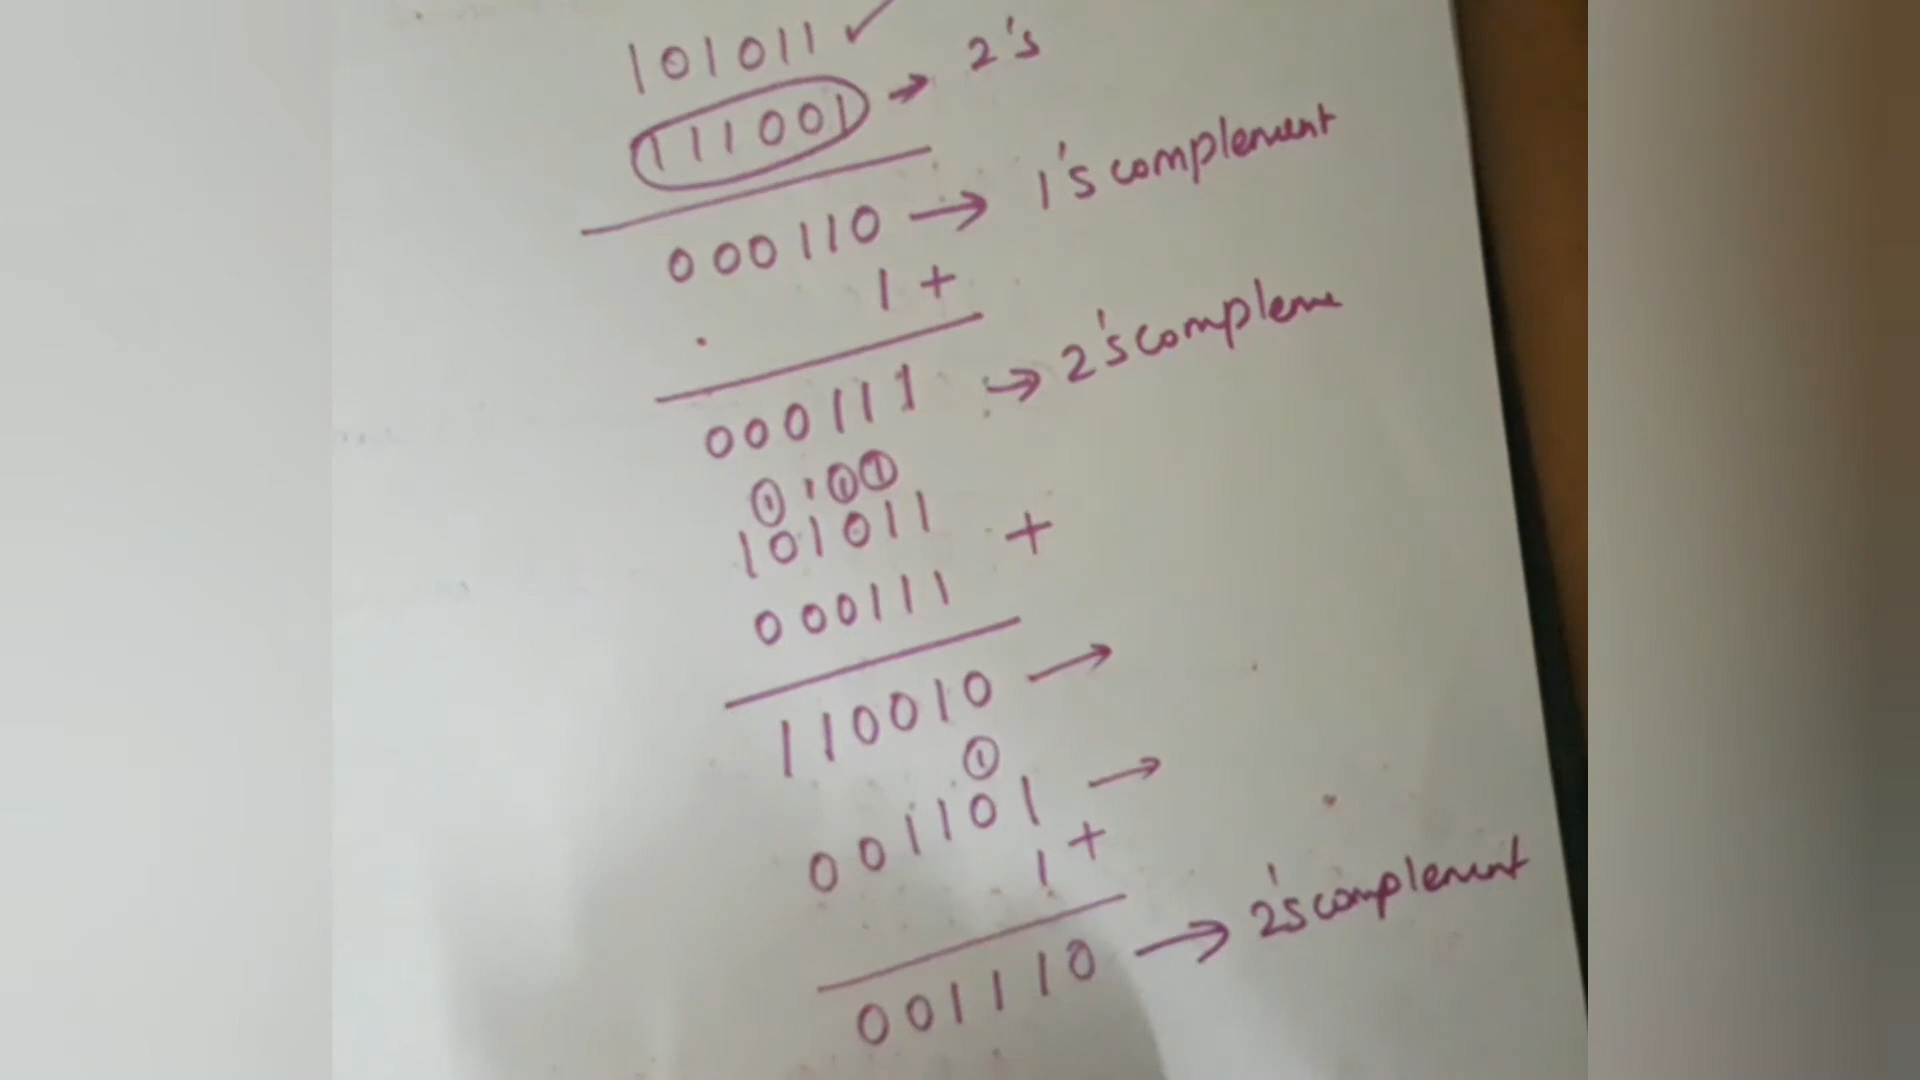 101011 ✓
111001 → 2's
000110 → 1's complement
1 +
000111 → 2's compleme
① 1 ① ①
101011 +
000111
110010 →
①
001101 →
1 +
001110 → 2's complement